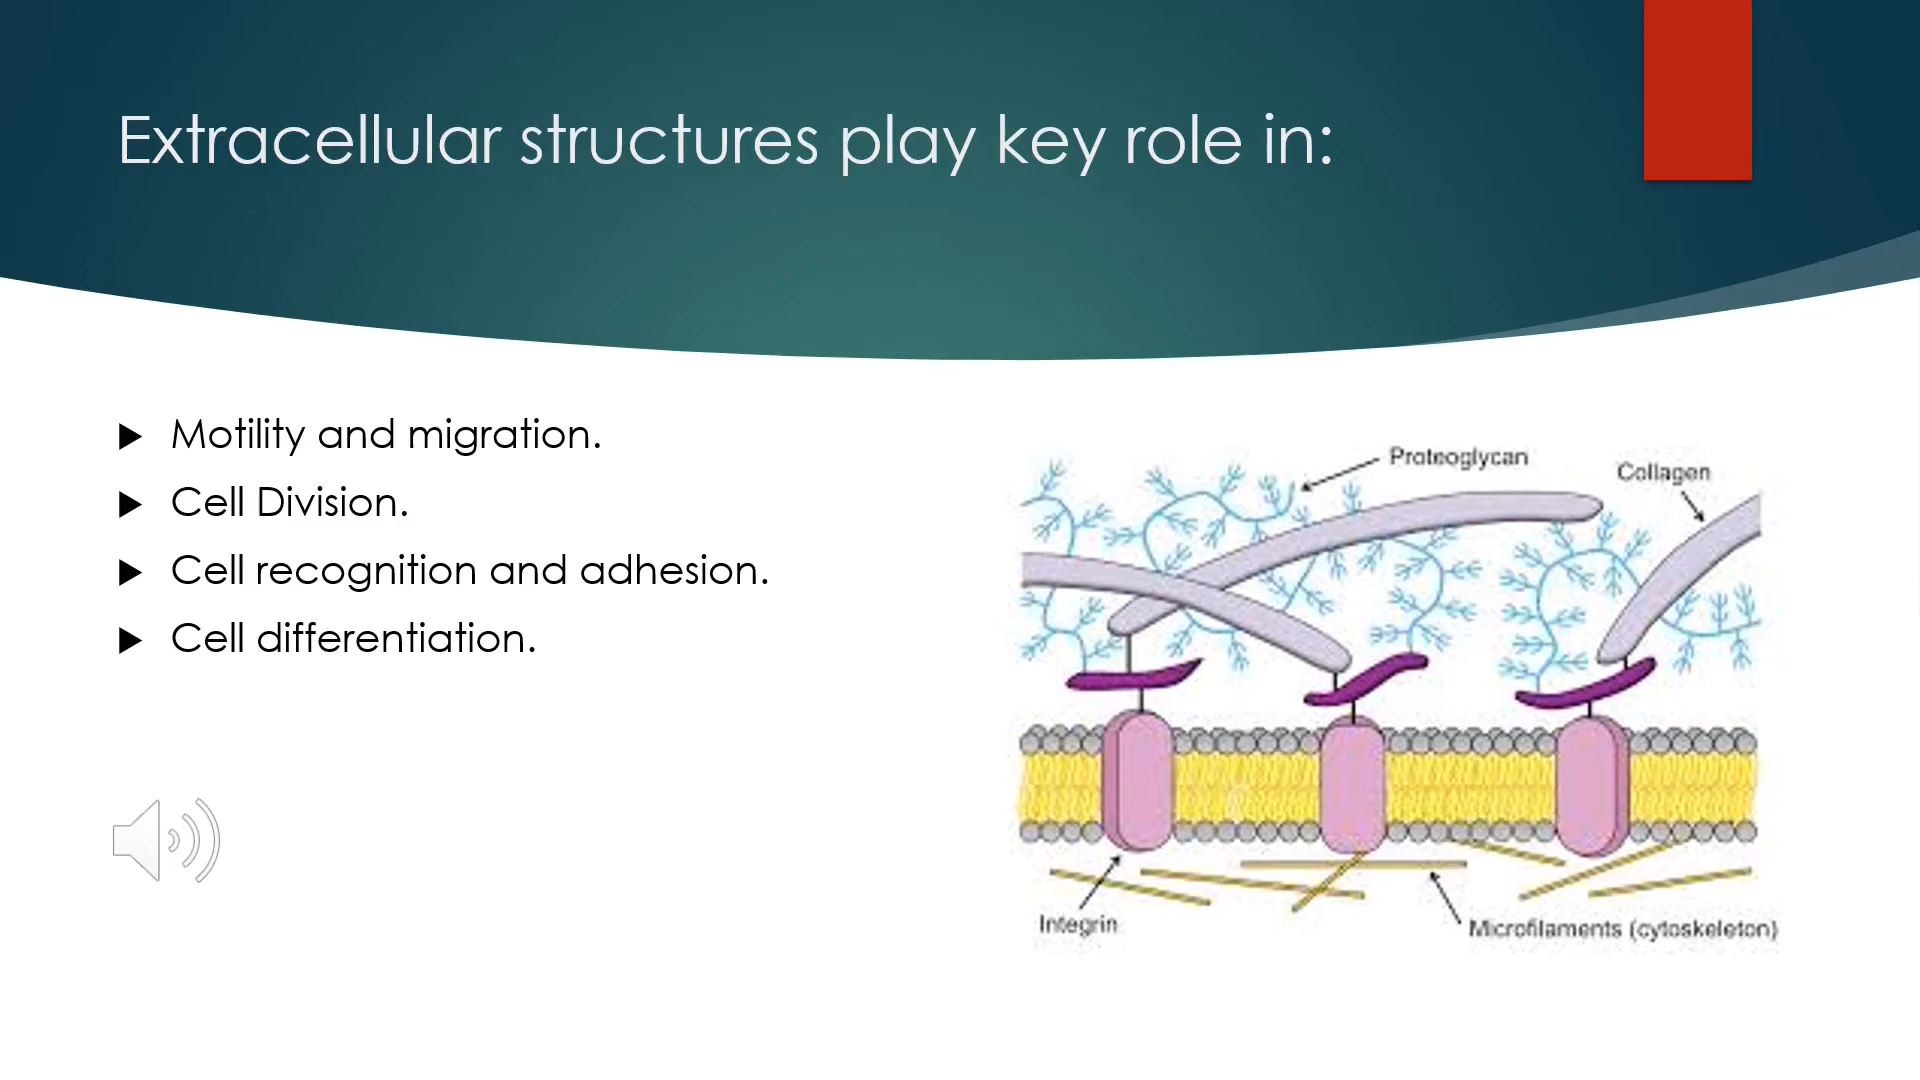 Extracellular structures play key role in:
Motility and migration.
Cell Division.
Cell recognition and adhesion.
Cell differentiation.
Proteoglycan
Collagen
Integrin
Microfilaments (cytoskeleton)